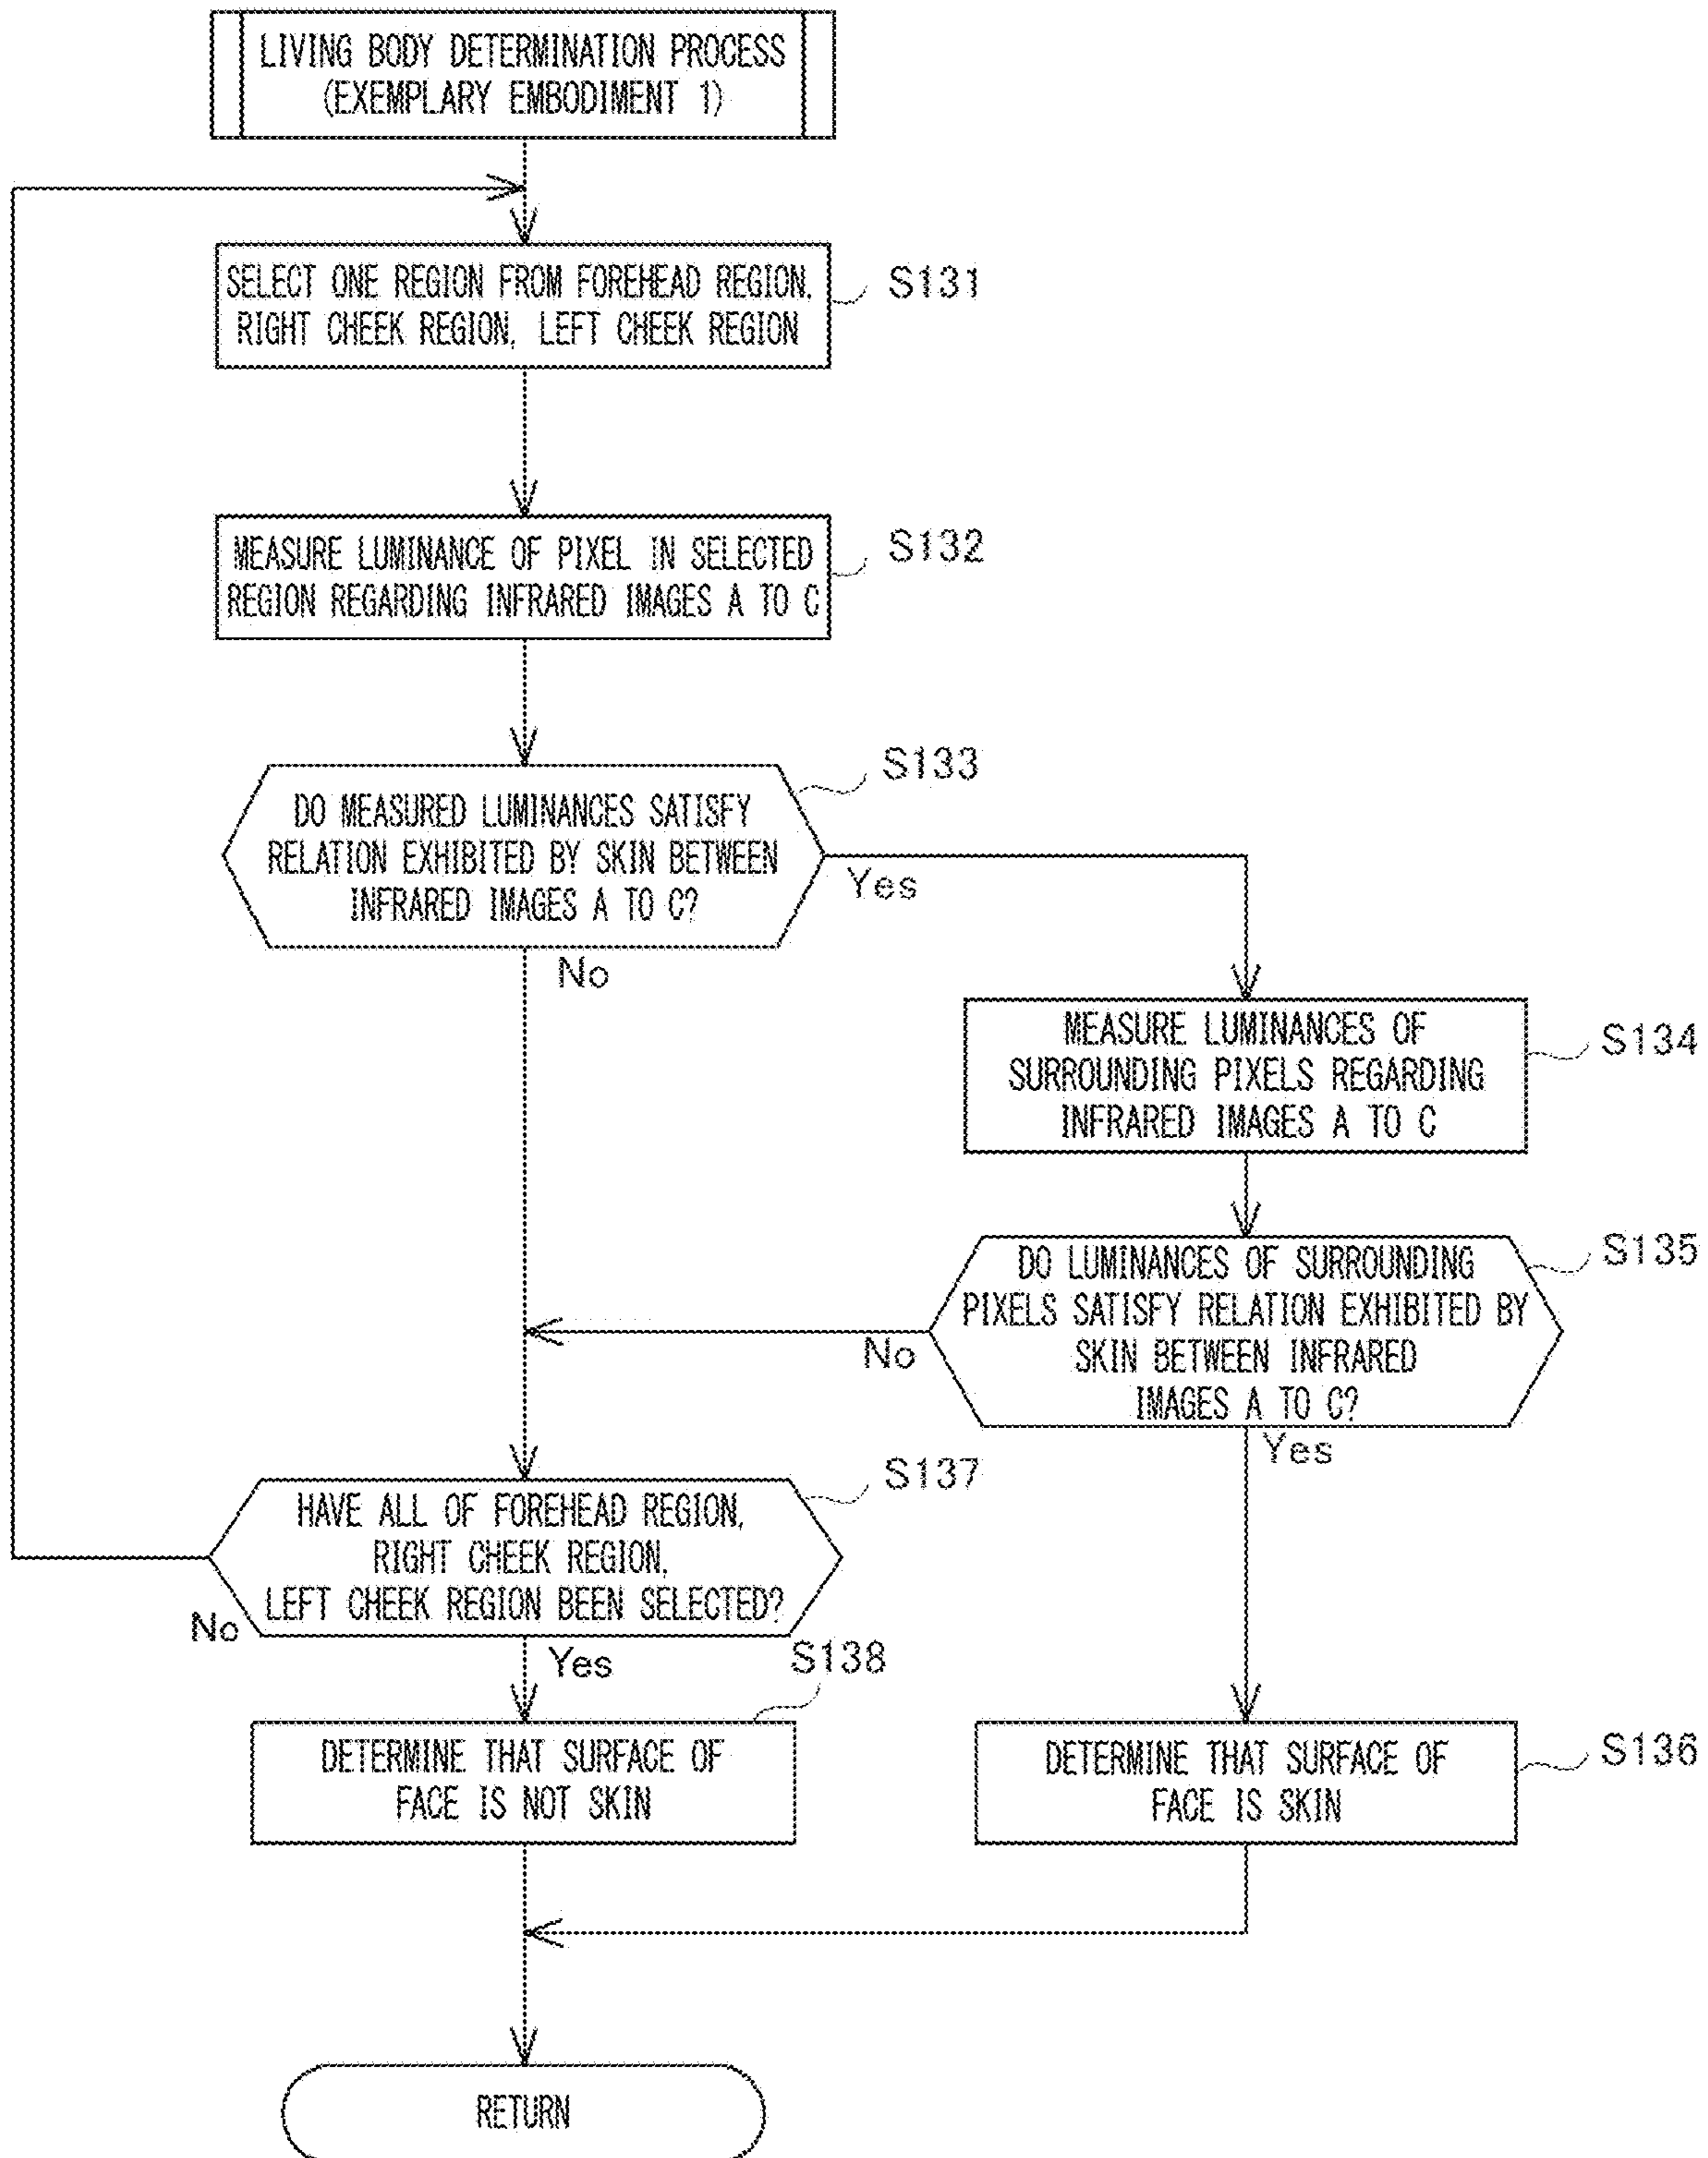 LIVING BODY DETERMINATION PROCESS
(EXEMPLARY EMBODIMENT 1)
SELECT ONE REGION FROM FOREHEAD REGION,
RIGHT CHEEK REGION, LEFT CHEEK REGION
S131
MEASURE LUMINANCE OF PIXEL IN SELECTED
REGION REGARDING INFRARED IMAGES A TO C
S132
DO MEASURED LUMINANCES SATISFY
RELATION EXHIBITED BY SKIN BETWEEN
INFRARED IMAGES A TO C?
S133
Yes
No
MEASURE LUMINANCES OF
SURROUNDING PIXELS REGARDING
INFRARED IMAGES A TO C
S134
DO LUMINANCES OF SURROUNDING
PIXELS SATISFY RELATION EXHIBITED BY
SKIN BETWEEN INFRARED
IMAGES A TO C?
S135
No
Yes
HAVE ALL OF FOREHEAD REGION,
RIGHT CHEEK REGION,
LEFT CHEEK REGION BEEN SELECTED?
S137
No
Yes
S138
DETERMINE THAT SURFACE OF
FACE IS NOT SKIN
DETERMINE THAT SURFACE OF
FACE IS SKIN
S136
RETURN